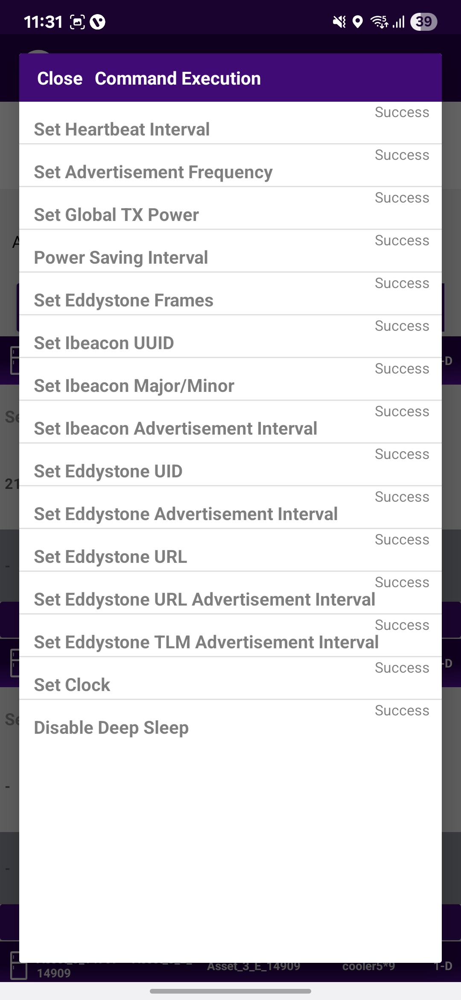 11:31
5
39
Close Command Execution
Success
Set Heartbeat Interval
Success
Set Advertisement Frequency
Success
Set Global TX Power
Success
Power Saving Interval
Success
Set Eddystone Frames
Success
Set Ibeacon UUID
Success
Set Ibeacon Major/Minor
Success
Set Ibeacon Advertisement Interval
Success
Set Eddystone UID
Success
Set Eddystone Advertisement Interval
Success
Set Eddystone URL
Success
Set Eddystone URL Advertisement Interval
Success
Set Eddystone TLM Advertisement Interval
Success
Set Clock
Success
Disable Deep Sleep
A
-D
Se
21
-
-D
Se
-
-
14909
Asset_3_E_14909 cooler5*9 1-D